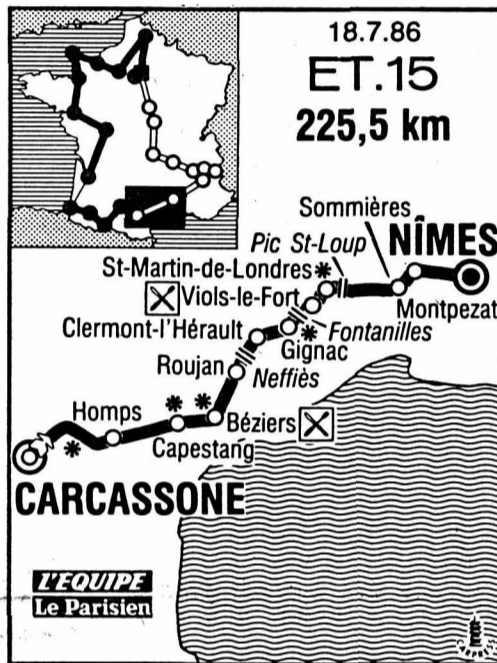 18.7.86
ET.15
225,5 km
Sommières
Pic St-Loup
NÎMES
St-Martin-de-Londres
Viols-le-Fort
Montpezat
Clermont-l'Hérault
Fontanilles
Gignac
Roujan
Neffiès
Homps
Béziers
Capestang
CARCASSONE
L'EQUIPE
Le Parisien